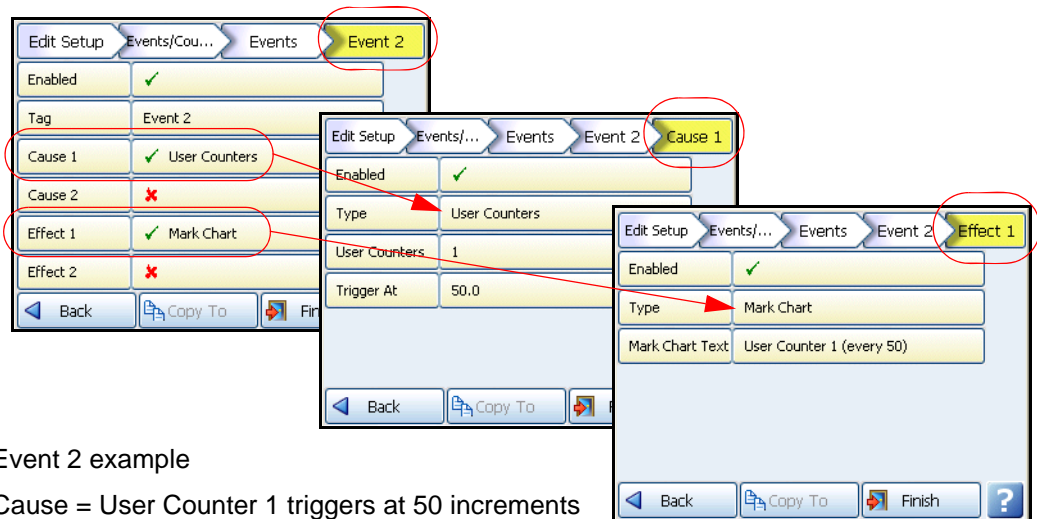 Edit Setup Events/Cou... Events Event 2
Enabled
Tag Event 2
Cause 1 User Counters
Cause 2
Effect 1 Mark Chart
Effect 2
Back Copy To Fin
Edit Setup Events/... Events Event 2 Cause 1
Enabled
Type User Counters
User Counters 1
Trigger At 50.0
Back Copy To F
Edit Setup Events/... Events Event 2 Effect 1
Enabled
Type Mark Chart
Mark Chart Text User Counter 1 (every 50)
Back Copy To Finish ?
Event 2 example
Cause = User Counter 1 triggers at 50 increments